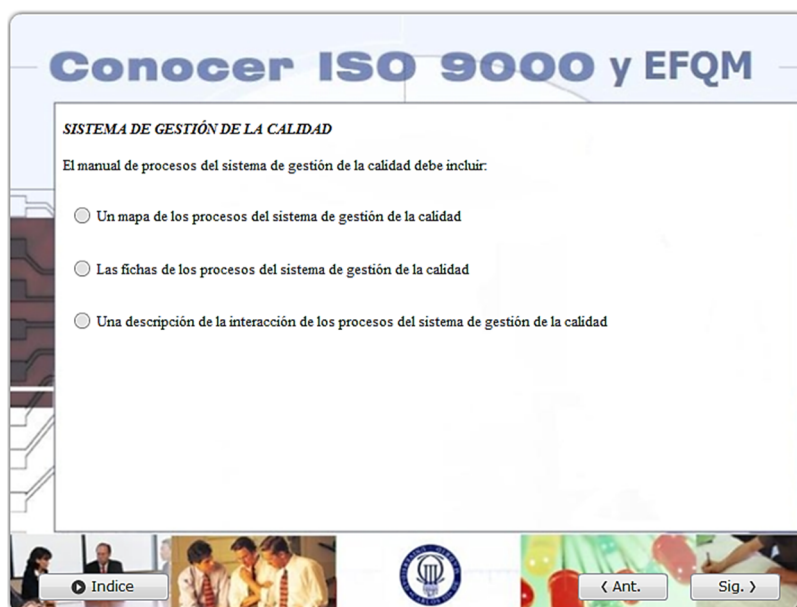 Conocer ISO 9000 y EFQM
SISTEMA DE GESTIÓN DE LA CALIDAD
El manual de procesos del sistema de gestión de la calidad debe incluir:
Un mapa de los procesos del sistema de gestión de la calidad
Las fichas de los procesos del sistema de gestión de la calidad
Una descripción de la interacción de los procesos del sistema de gestión de la calidad
Indice
Ant.
Sig.